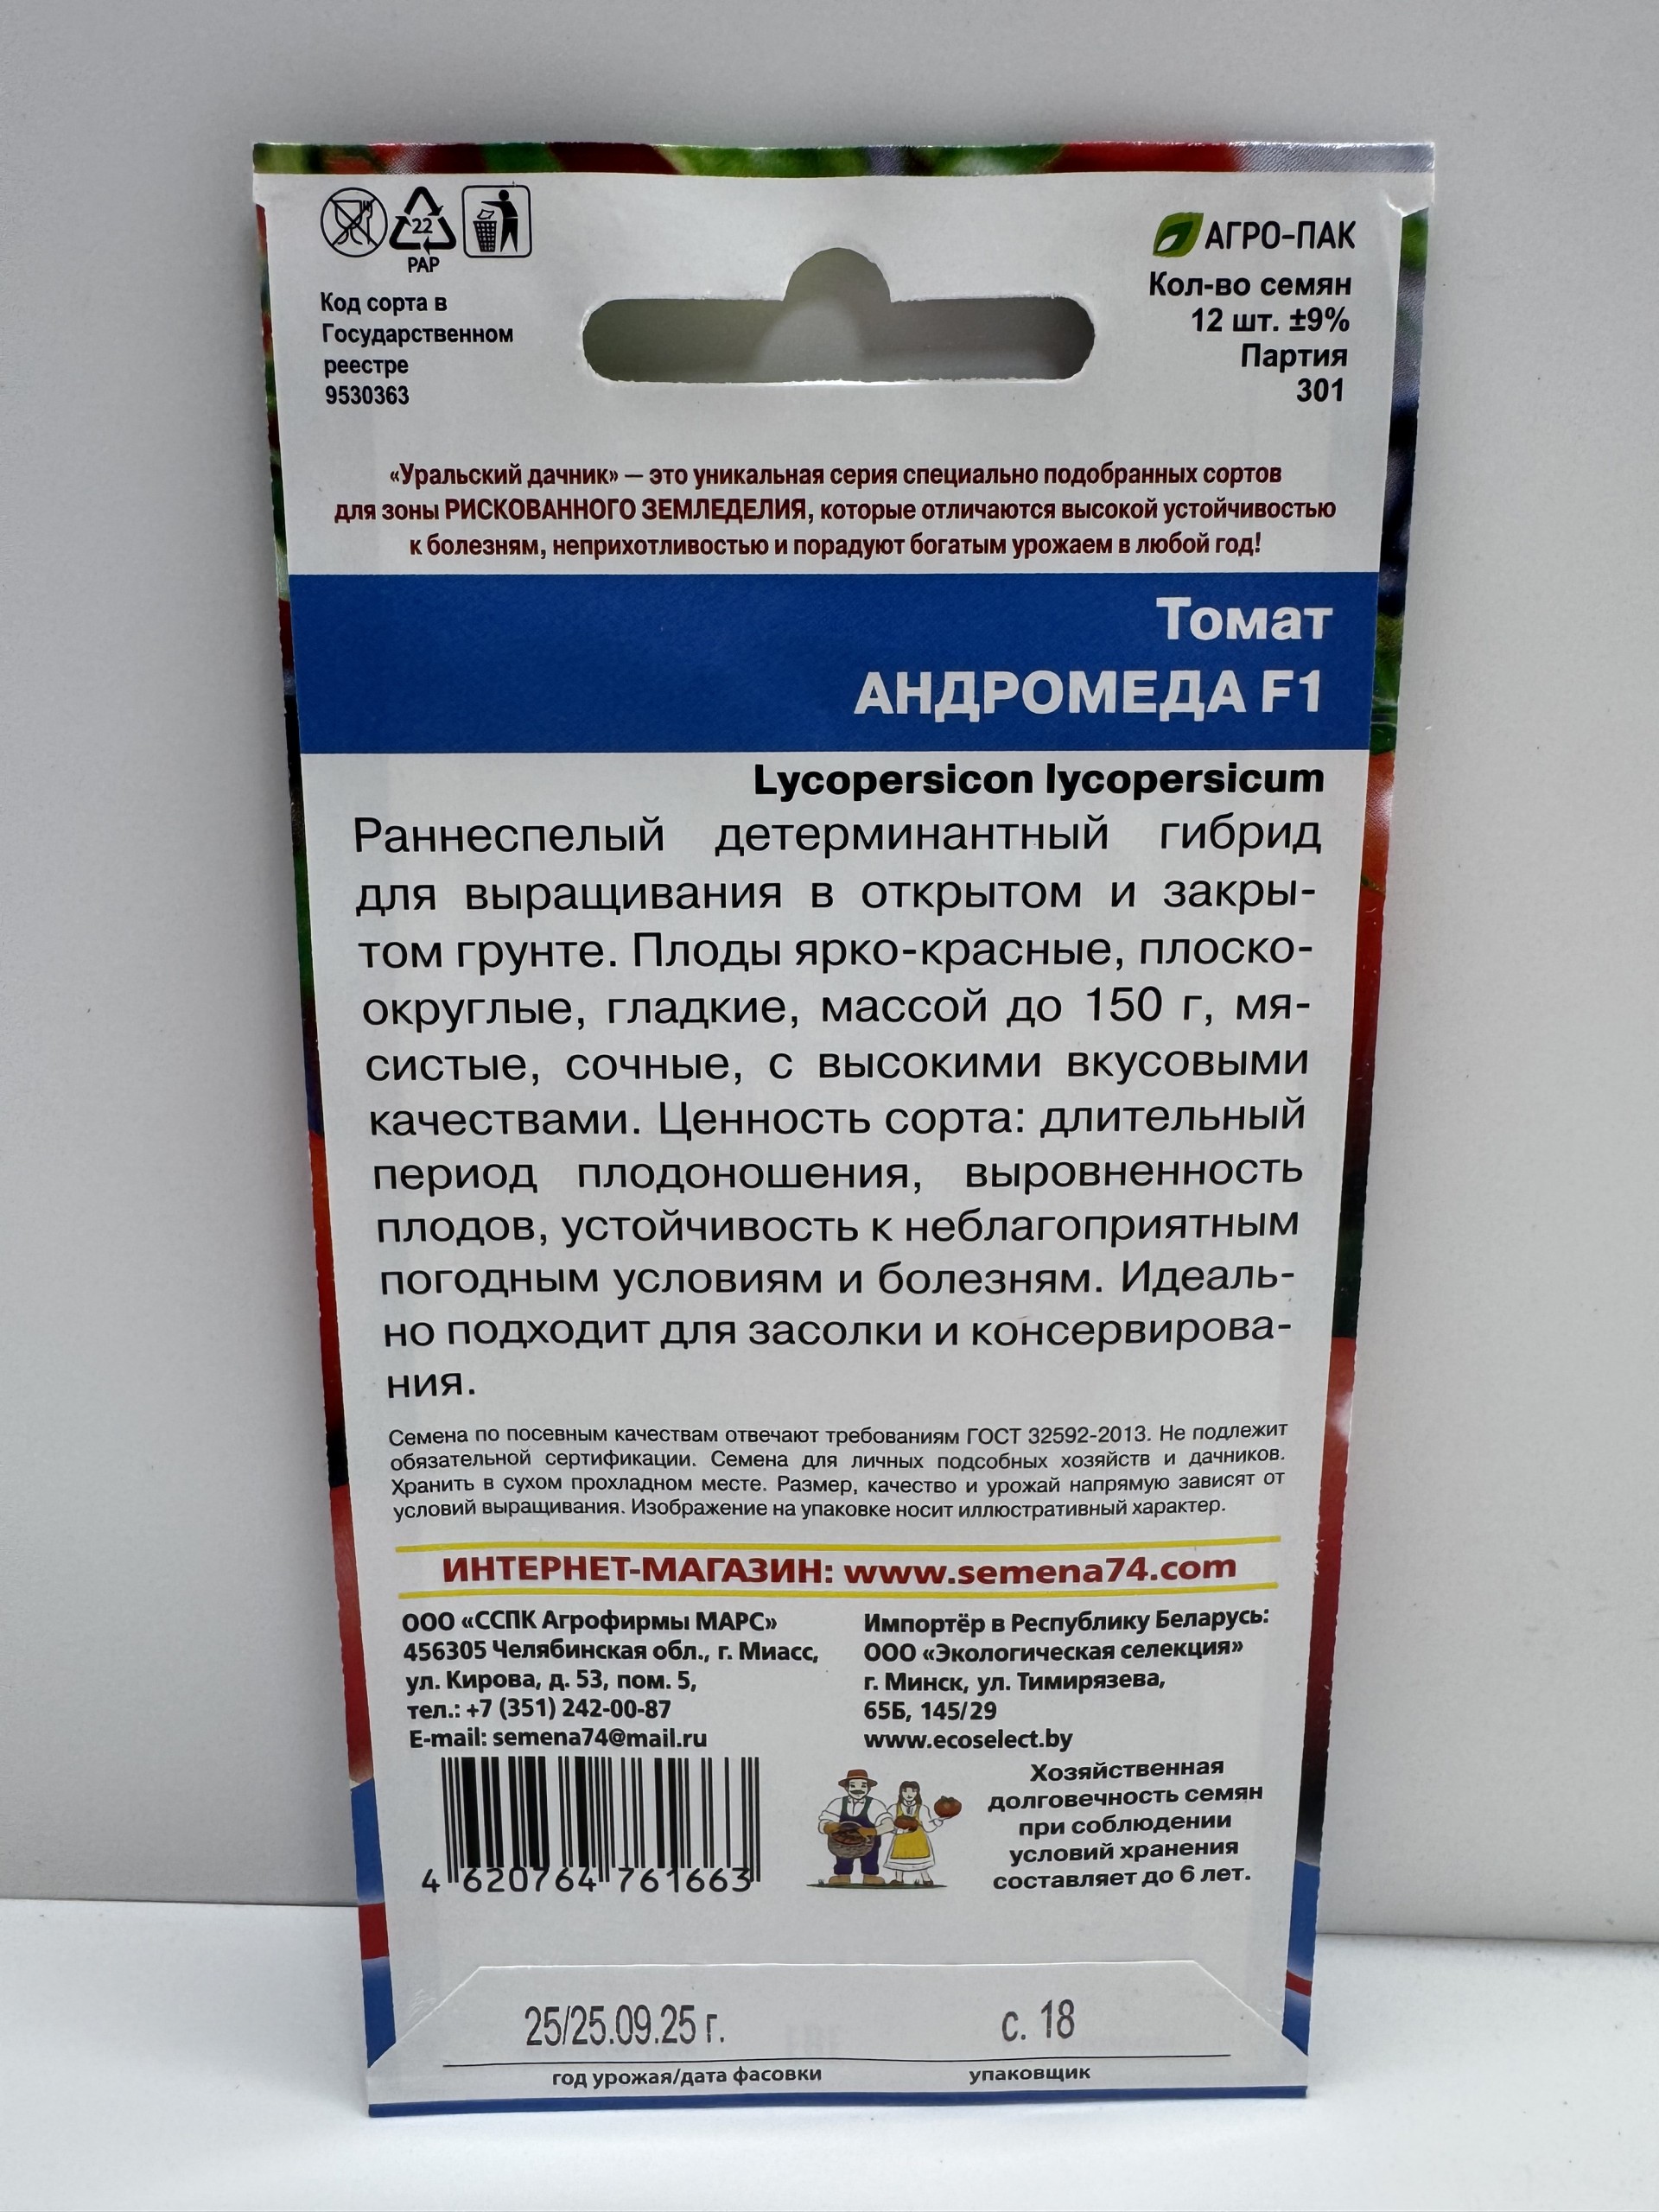 22
PAP
Код сорта в
Государственном
реестре
9530363
АГРО-ПАК
Кол-во семян
12 шт. ±9%
Партия
301
«Уральский дачник» — это уникальная серия специально подобранных сортов
для зоны РИСКОВАННОГО ЗЕМЛЕДЕЛИЯ, которые отличаются высокой устойчивостью
к болезням, неприхотливостью и порадуют богатым урожаем в любой год!
Томат
АНДРОМЕДА F1
Lycopersicon lycopersicum
Раннеспелый детерминантный гибрид
для выращивания в открытом и закры-
том грунте. Плоды ярко-красные, плоско-
округлые, гладкие, массой до 150 г, мя-
систые, сочные, с высокими вкусовыми
качествами. Ценность сорта: длительный
период плодоношения, выровненность
плодов, устойчивость к неблагоприятным
погодным условиям и болезням. Идеаль-
но подходит для засолки и консервирова-
ния.
Семена по посевным качествам отвечают требованиям ГОСТ 32592-2013. Не подлежит
обязательной сертификации. Семена для личных подсобных хозяйств и дачников.
Хранить в сухом прохладном месте. Размер, качество и урожай напрямую зависят от
условий выращивания. Изображение на упаковке носит иллюстративный характер.
ИНТЕРНЕТ-МАГАЗИН: www.semena74.com
ООО «ССПК Агрофирмы МАРС»
456305 Челябинская обл., г. Миасс,
ул. Кирова, д. 53, пом. 5,
тел.: +7 (351) 242-00-87
E-mail: semena74@mail.ru
Импортёр в Республику Беларусь:
ООО «Экологическая селекция»
г. Минск, ул. Тимирязева,
65Б, 145/29
www.ecoselect.by
4 620764 761663
Хозяйственная
долговечность семян
при соблюдении
условий хранения
составляет до 6 лет.
25/25.09.25 г.
с. 18
год урожая/дата фасовки
упаковщик